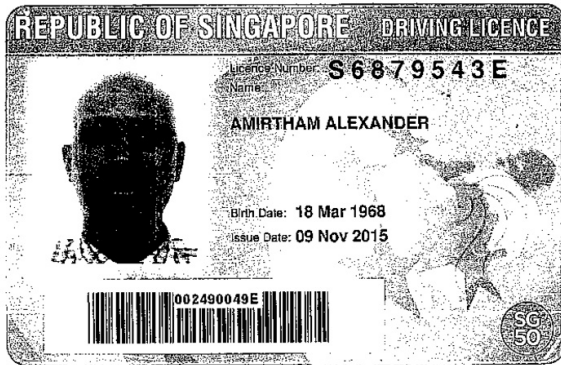 REPUBLIC OF SINGAPORE DRIVING LICENCE
Licence Number: S6879543E
Name:
AMIRTHAM ALEXANDER
Birth Date: 18 Mar 1968
Issue Date: 09 Nov 2015
002490049E
SG
50